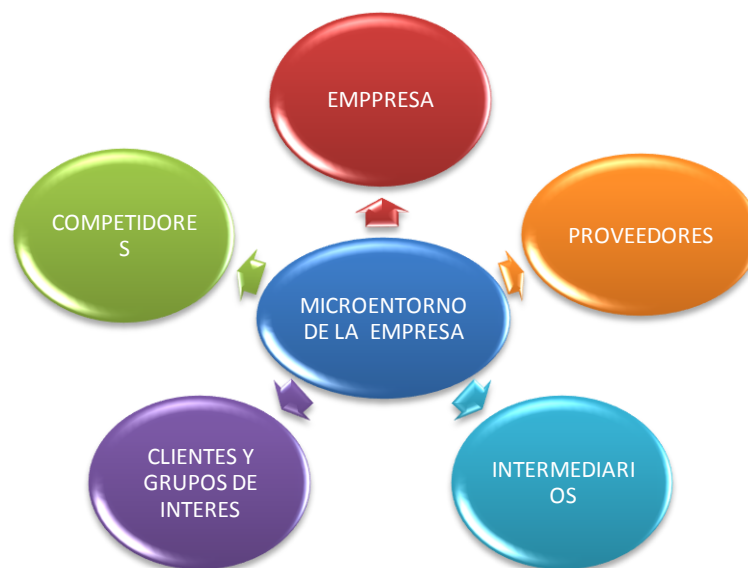 EMPPRESA
COMPETIDORE
S
PROVEEDORES
MICROENTORNO
DE LA  EMPRESA
CLIENTES Y
GRUPOS DE
INTERES
INTERMEDIARI
OS